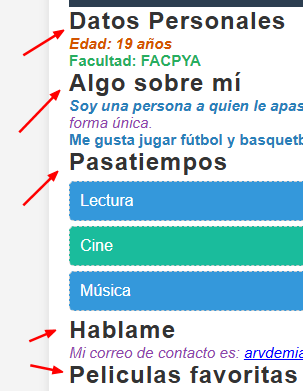 Datos Personales
Edad: 19 años
Facultad: FACPYA
Algo sobre mí
Soy una persona a quien le apas
forma única.
Me gusta jugar fútbol y basquetb
Pasatiempos
Lectura
Cine
Música
Hablame
Mi correo de contacto es: arvdemia
Peliculas favoritas